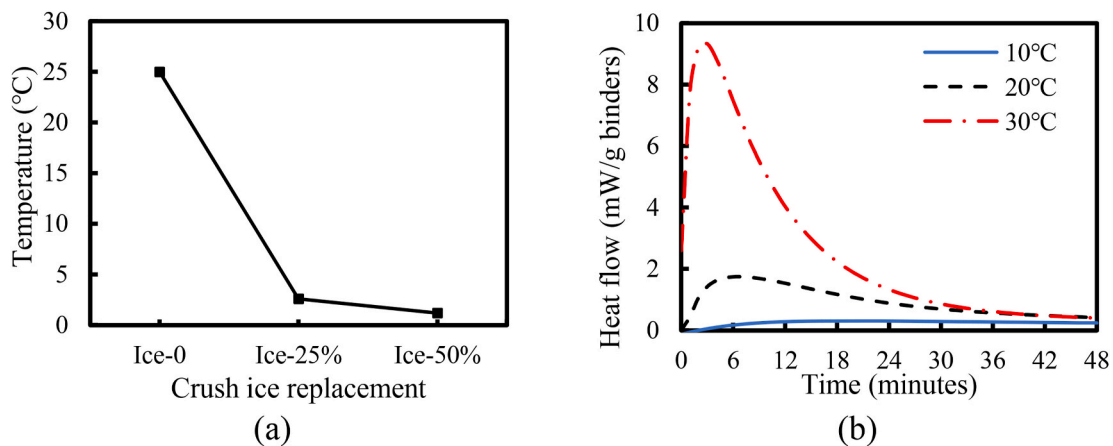 30
25
20
15
10
5
0
Temperature (℃)
Ice-0 Ice-25% Ice-50%
Crush ice replacement
(a)
10
8
6
4
2
0
Heat flow (mW/g binders)
10℃
20℃
30℃
0 6 12 18 24 30 36 42 48
Time (minutes)
(b)